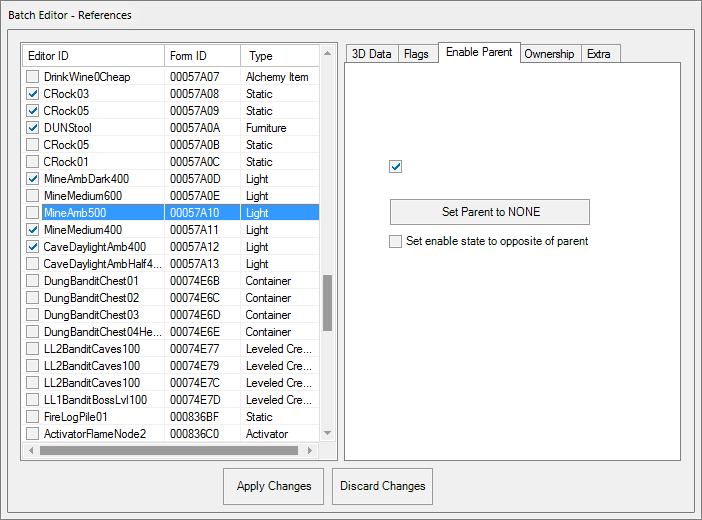 Batch Editor - References
Editor ID Form ID Type
DrinkWine0Cheap 00057A07 Alchemy Item
CRock03 00057A08 Static
CRock05 00057A09 Static
DUNStool 00057A0A Furniture
CRock05 00057A0B Static
CRock01 00057A0C Static
MineAmbDark400 00057A0D Light
MineMedium600 00057A0E Light
MineAmb500 00057A10 Light
MineMedium400 00057A11 Light
CaveDaylightAmb400 00057A12 Light
CaveDaylightAmbHalf4... 00057A13 Light
DungBanditChest01 00074E6B Container
DungBanditChest02 00074E6C Container
DungBanditChest03 00074E6D Container
DungBanditChest04He... 00074E6E Container
LL2BanditCaves100 00074E77 Leveled Cre...
LL2BanditCaves100 00074E79 Leveled Cre...
LL2BanditCaves100 00074E7C Leveled Cre...
LL1BanditBossLvl100 00074E7D Leveled Cre...
FireLogPile01 000836BF Static
ActivatorFlameNode2 000836C0 Activator
3D Data Flags Enable Parent Ownership Extra
Set Parent to NONE
Set enable state to opposite of parent
Apply Changes Discard Changes